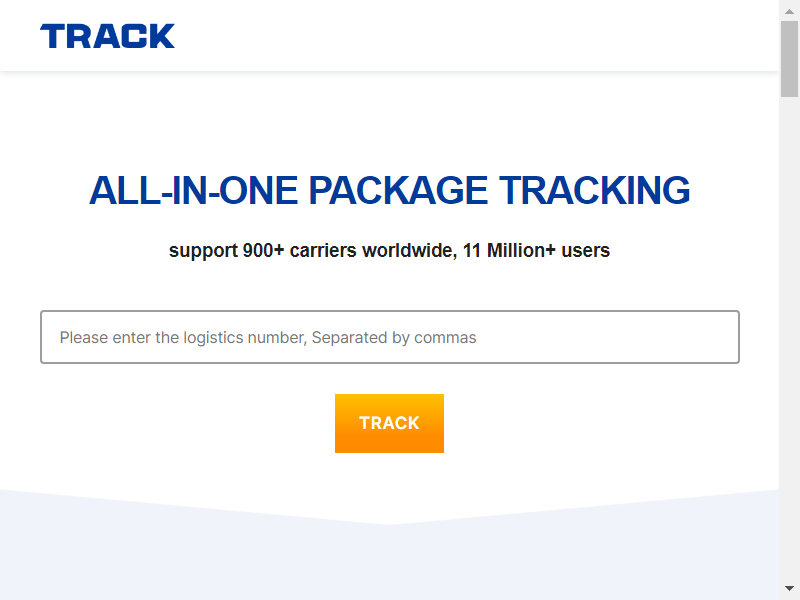 TRACK
ALL-IN-ONE PACKAGE TRACKING
support 900+ carriers worldwide, 11 Million+ users
Please enter the logistics number, Separated by commas
TRACK